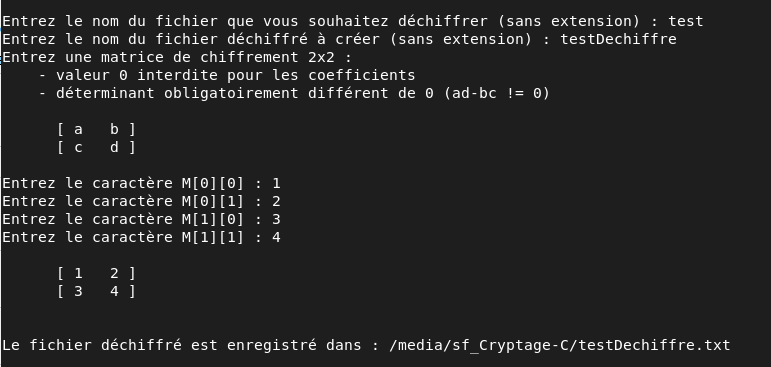 Entrez le nom du fichier que vous souhaitez déchiffrer (sans extension) : test
Entrez le nom du fichier déchiffré à créer (sans extension) : testDechiffre
Entrez une matrice de chiffrement 2x2 :
    - valeur 0 interdite pour les coefficients
    - déterminant obligatoirement différent de 0 (ad-bc != 0)
      [ a   b ]
      [ c   d ]
Entrez le caractère M[0][0] : 1
Entrez le caractère M[0][1] : 2
Entrez le caractère M[1][0] : 3
Entrez le caractère M[1][1] : 4
      [ 1   2 ]
      [ 3   4 ]
Le fichier déchiffré est enregistré dans : /media/sf_Cryptage-C/testDechiffre.txt